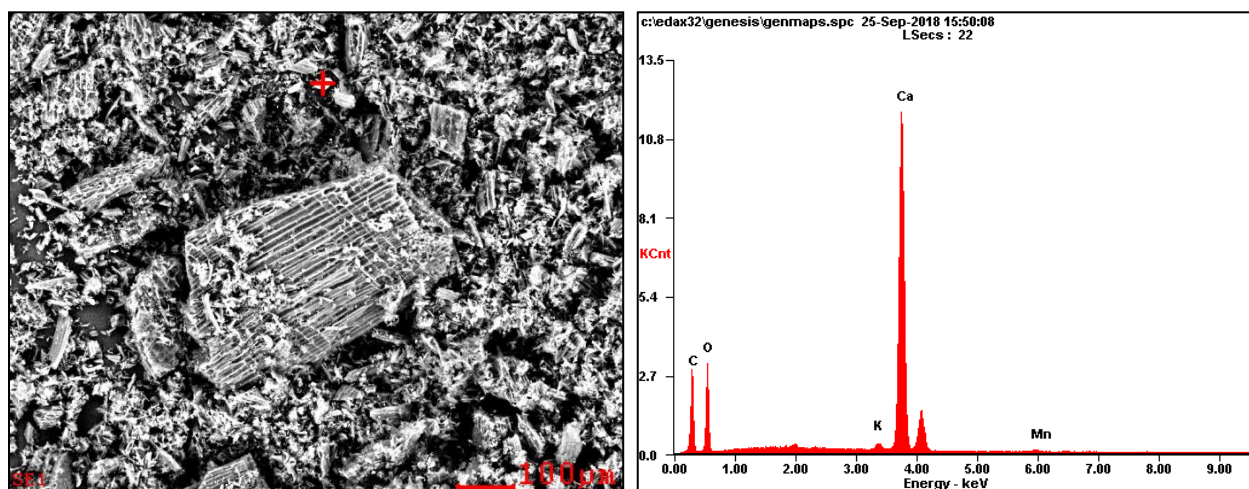 SE1
100µm
c:\edax32\genesis\genmaps.spc 25-Sep-2018 15:50:08
LSecs : 22
13.5
10.8
8.1
KCnt
5.4
2.7
0.0
C
O
K
Ca
Mn
0.00 1.00 2.00 3.00 4.00 5.00 6.00 7.00 8.00 9.00
Energy - keV